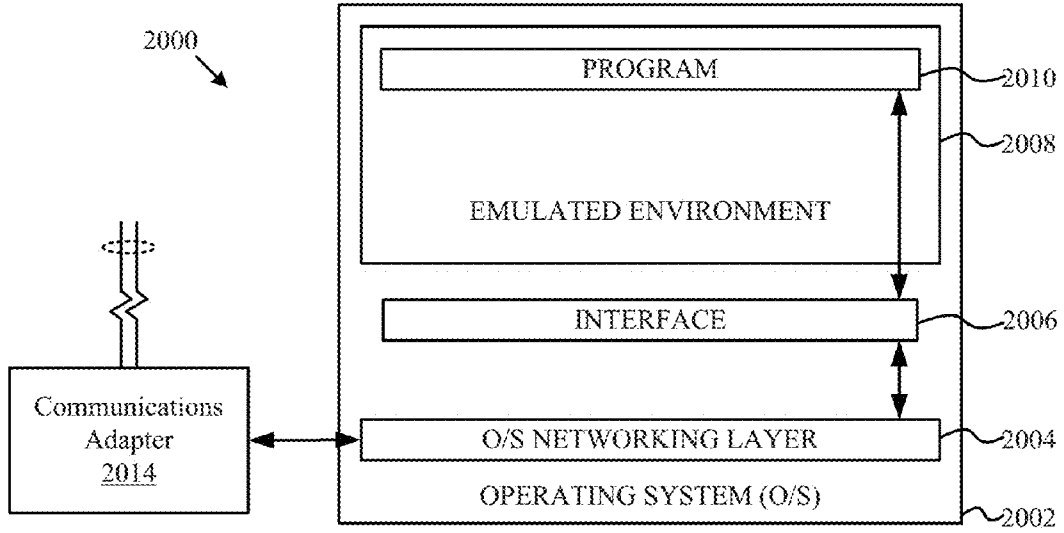 2000
PROGRAM
2010
2008
EMULATED ENVIRONMENT
INTERFACE
2006
Communications
Adapter
2014
O/S NETWORKING LAYER
2004
OPERATING SYSTEM (O/S)
2002